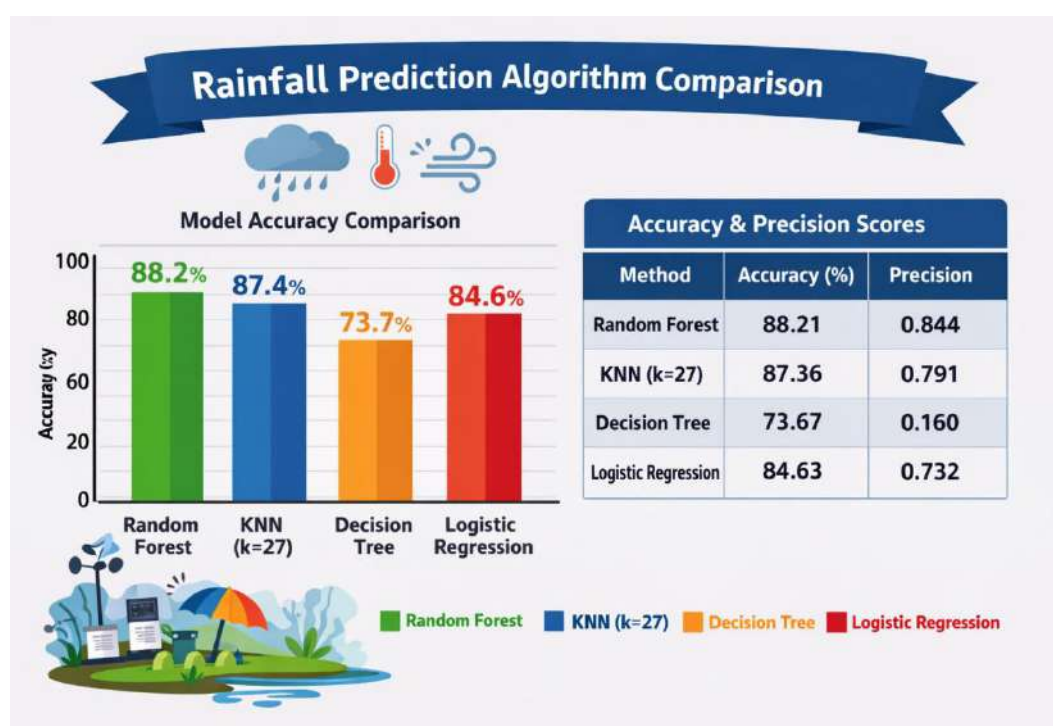 Rainfall Prediction Algorithm Comparison
Model Accuracy Comparison
100
80
60
20
0
Accuray (%y
88.2%
87.4%
73.7%
84.6%
Random Forest
KNN (k=27)
Decision Tree
Logistic Regression
Accuracy & Precision Scores
Method Accuracy (%) Precision
Random Forest 88.21 0.844
KNN (k=27) 87.36 0.791
Decision Tree 73.67 0.160
Logistic Regression 84.63 0.732
Random Forest KNN (k=27) Decision Tree Logistic Regression